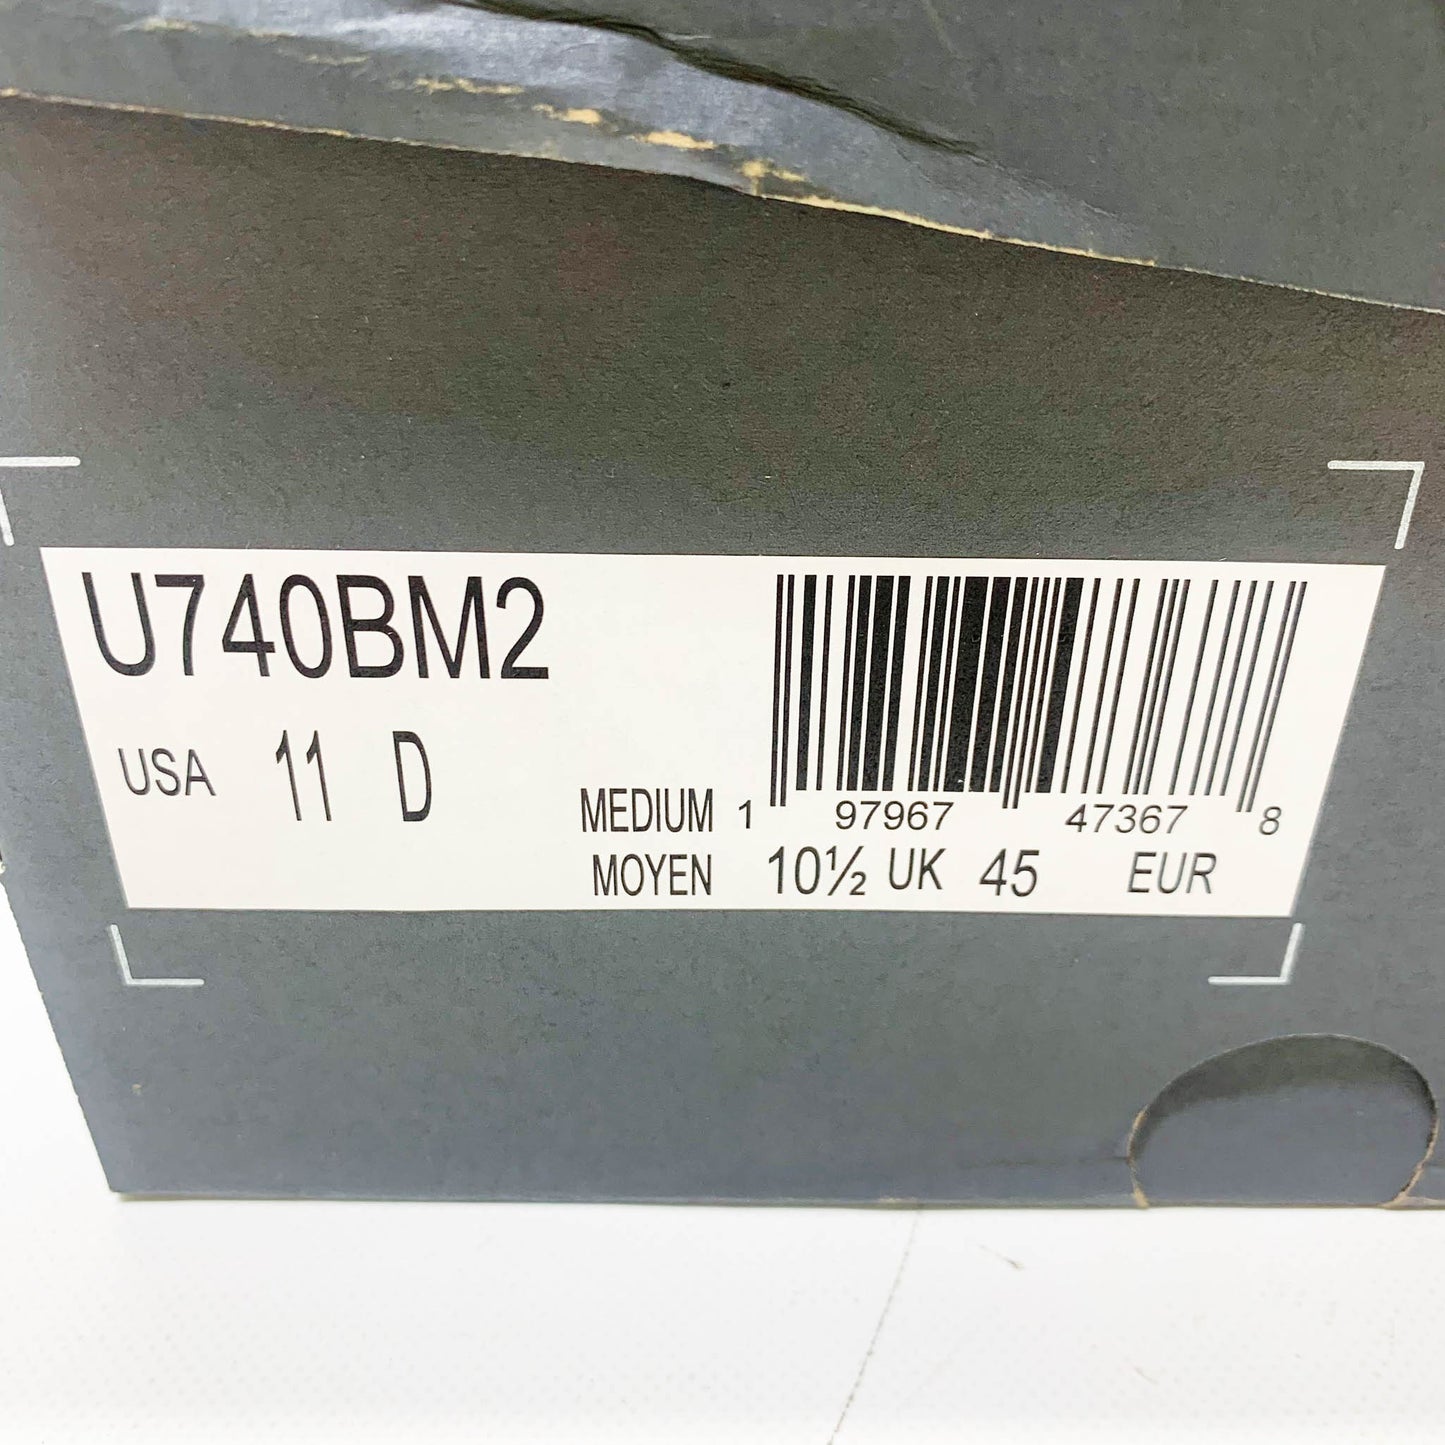 U740BM2
USA 11 D
MEDIUM 1 97967 47367 8
MOYEN 10½ UK 45 EUR